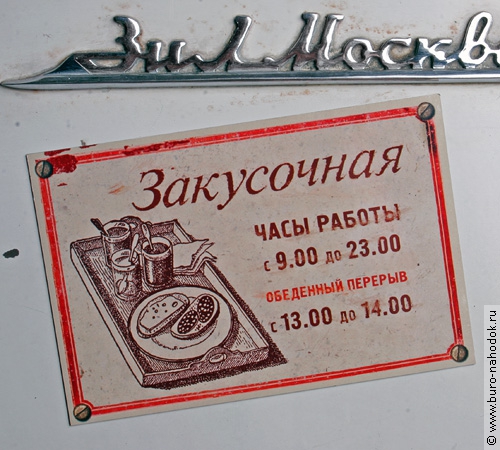 Зил Москва
Закусочная
ЧАСЫ РАБОТЫ
с 9.00 до 23.00
ОБЕДЕННЫЙ ПЕРЕРЫВ
с 13.00 до 14.00
© www.buro-nahodok.ru